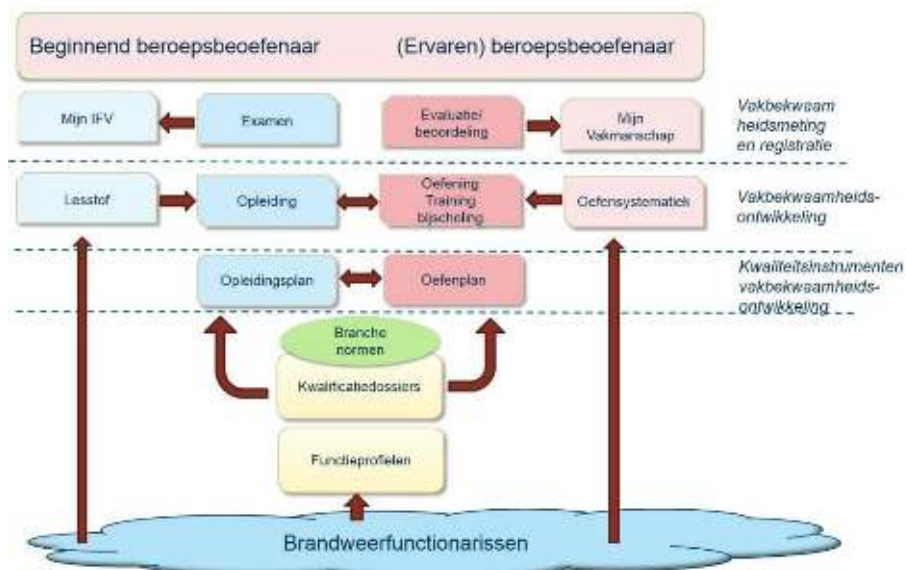 Beginnend beroepsbeoefenaar
(Ervaren) beroepsbeoefenaar
Mijn IFV
Examen
Evaluatie/
beoordeling
Mijn
Vakmanschap
Vakbekwaam
heidsmeting
en registratie
Lesstof
Opleiding
Oefening
Training
bijscholing
Oefensystematiek
Vakbekwaamheids-
ontwikkeling
Opleidingsplan
Oefenplan
Kwaliteitsinstrumenten
vakbekwaamheids-
ontwikkeling
Branche
normen
Kwalificatiedossiers
Functieprofielen
Brandweerfunctionarissen